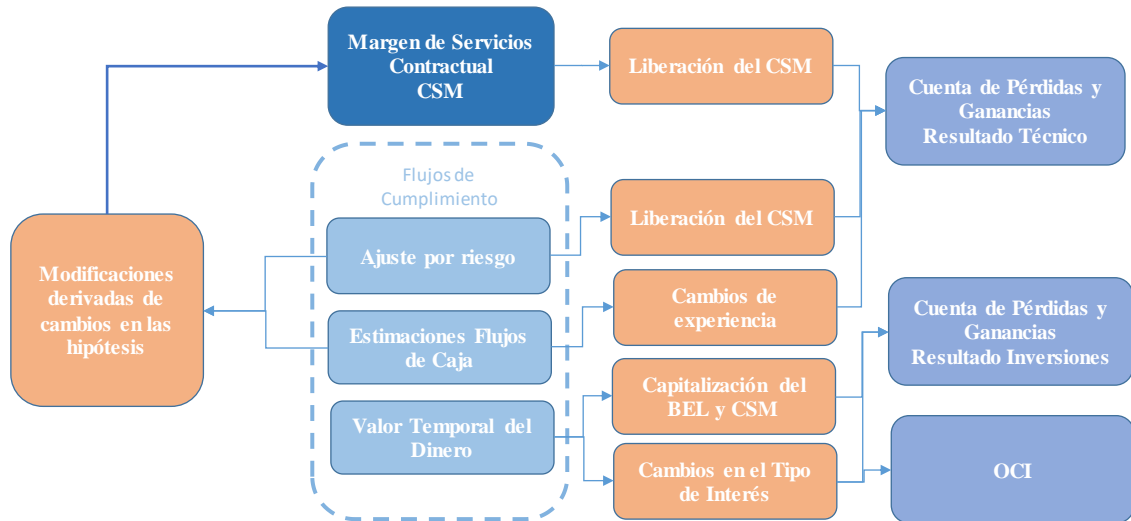 Margen de Servicios
Contractual
CSM
Liberación del CSM
Cuenta de Pérdidas y
Ganancias
Resultado Técnico
Flujos de
Cumplimiento
Ajuste por riesgo
Liberación del CSM
Modificaciones
derivadas de
cambios en las
hipótesis
Estimaciones Flujos
de Caja
Cambios de
experiencia
Cuenta de Pérdidas y
Ganancias
Resultado Inversiones
Valor Temporal del
Dinero
Capitalización del
BEL y CSM
Cambios en el Tipo
de Interés
OCI